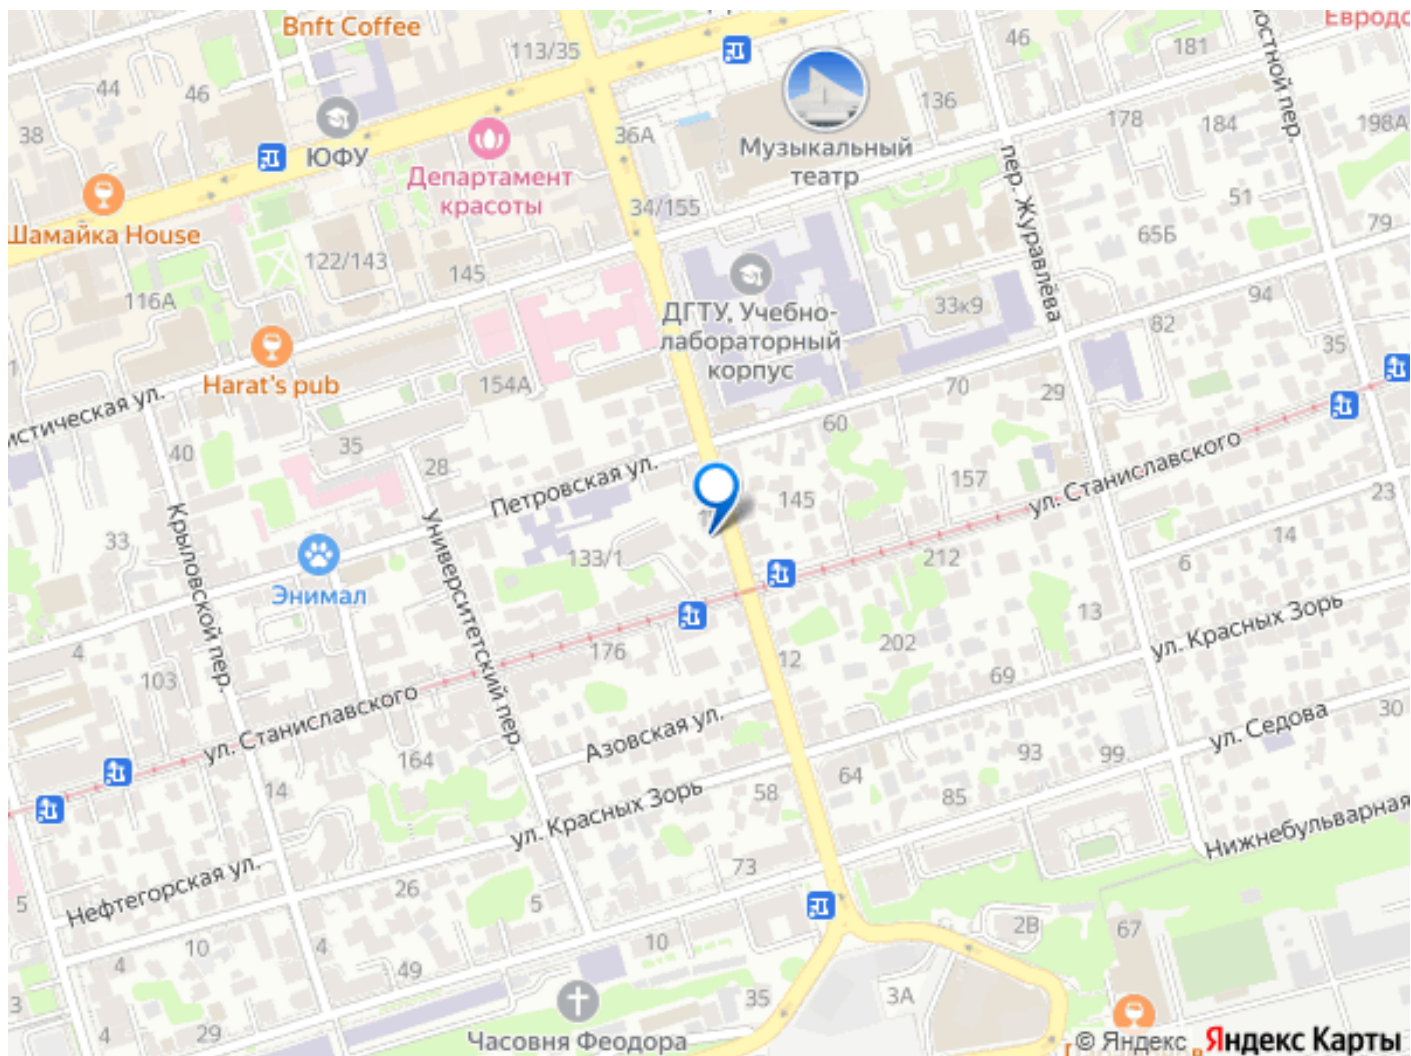 Bnft Coffee
113/35
46
181
Евродо
44
46
38
136
178
184
198А
остной пер.
ЮФУ
36А
Музыкальный
театр
Департамент
красоты
пер. Журавлёва
51
34/155
Шамайка House
65Б
79
122/143
145
116А
ДГТУ, Учебно-
лабораторный
корпус
33к9
94
82
35
Harat's pub
154А
70
29
истическая ул.
40
35
28
60
ул. Станиславского
Петровская ул.
145
157
23
Крыловской пер.
Университетский пер.
33
133/1
14
212
6
Энимал
13
ул. Красных Зорь
4
176
202
12
103
69
ул. Станиславского
Азовская ул.
30
ул. Седова
164
93
99
64
14
58
85
ул. Красных Зорь
Нижнебульварная
73
Нефтегорская ул.
26
5
5
10
4
4
10
2В
67
49
3
35
3А
4
29
Часовня Феодора
© Яндекс Яндекс Карты